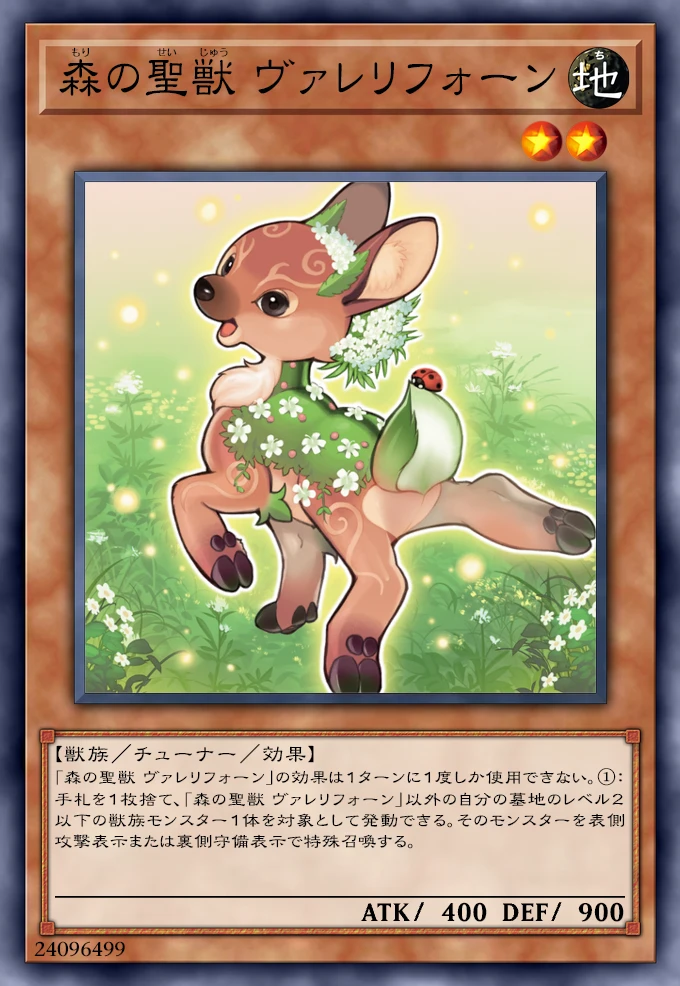 もり せい じゅう
森の聖獣 ヴァレリフォーン
ち
地
【獣族／チューナー／効果】
「森の聖獣 ヴァレリフォーン」の効果は1ターンに1度しか使用できない。①：
手札を1枚捨て、「森の聖獣 ヴァレリフォーン」以外の自分の墓地のレベル2
以下の獣族モンスター1体を対象として発動できる。そのモンスターを表側
攻撃表示または裏側守備表示で特殊召喚する。
ATK/ 400 DEF/ 900
24096499